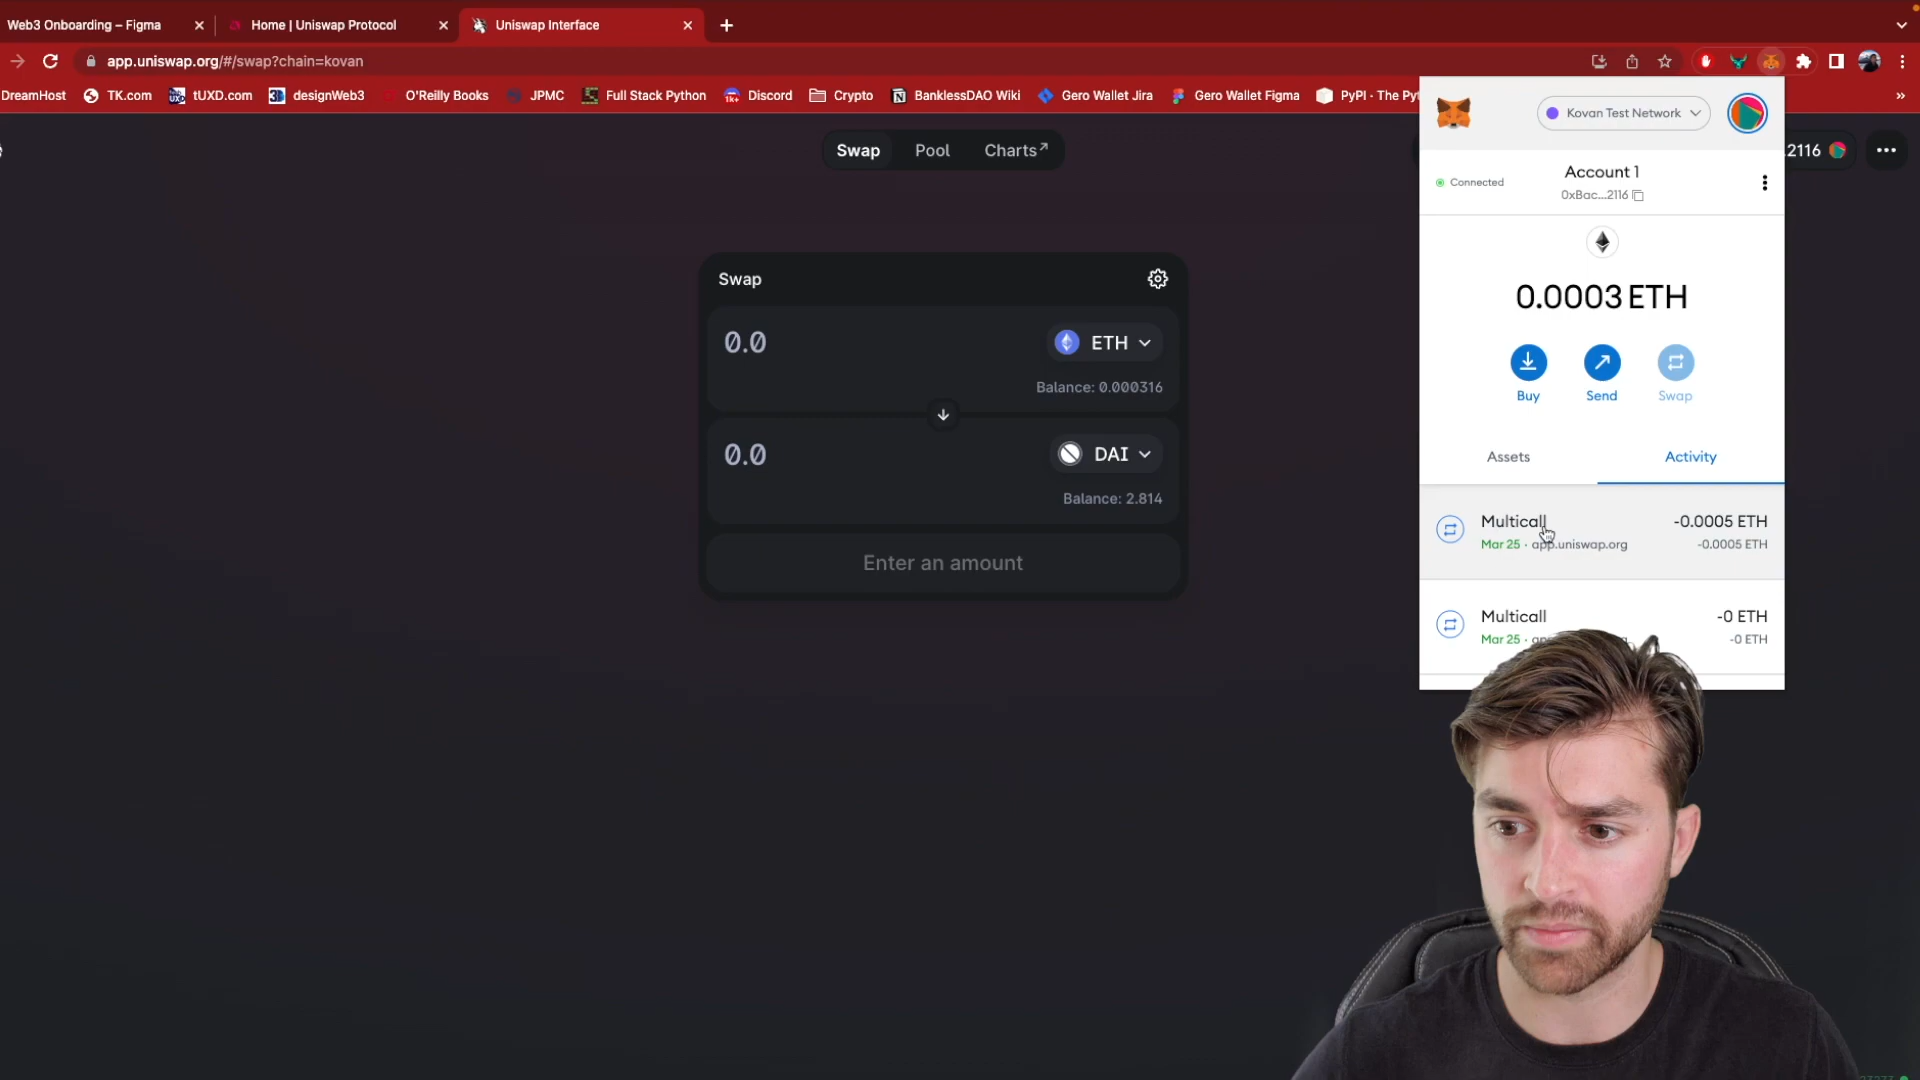 Web3 Onboarding – Figma
Home | Uniswap Protocol
Uniswap Interface
app.uniswap.org/#/swap?chain=kovan
DreamHost
TK.com
tUXD.com
designWeb3
O'Reilly Books
JPMC
Full Stack Python
Discord
Crypto
BanklessDAO Wiki
Gero Wallet Jira
Gero Wallet Figma
PyPI · The Py
»
Swap
Pool
Charts↗
2116
Swap
0.0
ETH
Balance: 0.000316
0.0
DAI
Balance: 2.814
Enter an amount
Kovan Test Network
Connected
Account 1
0xBac...2116
0.0003 ETH
Buy
Send
Swap
Assets
Activity
Multicall
-0.0005 ETH
Mar 25 · app.uniswap.org
-0.0005 ETH
Multicall
-0 ETH
Mar 25 ·
-0 ETH